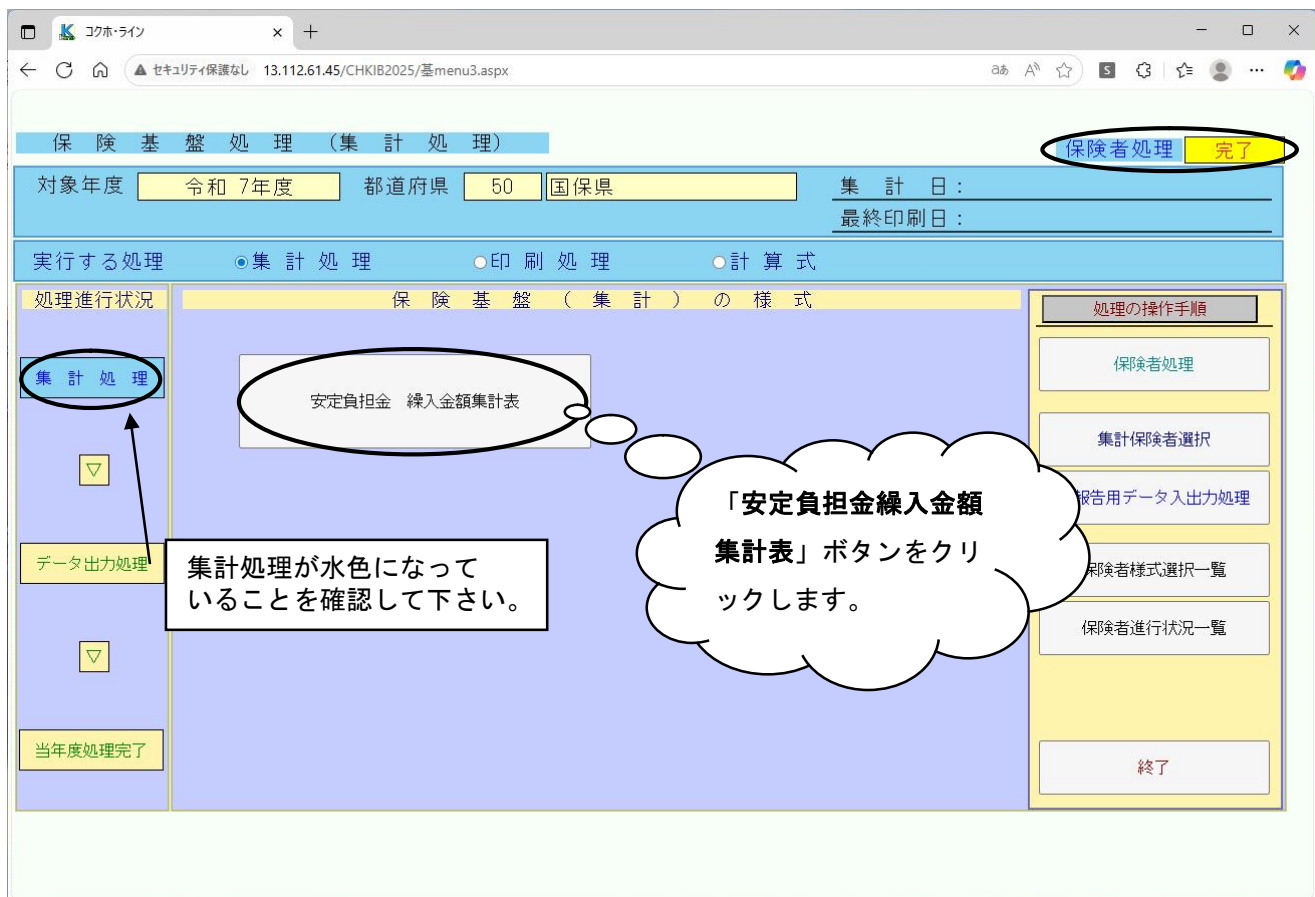 コクホ・ライン
セキュリティ保護なし 13.112.61.45/CHKIB2025/基menu3.aspx
保険基盤処理（集計処理）
保険者処理 完了
対象年度 令和 7年度 都道府県 50 国保県
集計日：
最終印刷日：
実行する処理 集計処理 印刷処理 計算式
処理進行状況
保険基盤（集計）の様式
処理の操作手順
集計処理
▽
データ出力処理
▽
当年度処理完了
安定負担金 繰入金額集計表
集計処理が水色になって
いることを確認して下さい。
「安定負担金繰入金額
集計表」ボタンをクリ
ックします。
保険者処理
集計保険者選択
報告用データ入出力処理
保険者様式選択一覧
保険者進行状況一覧
終了